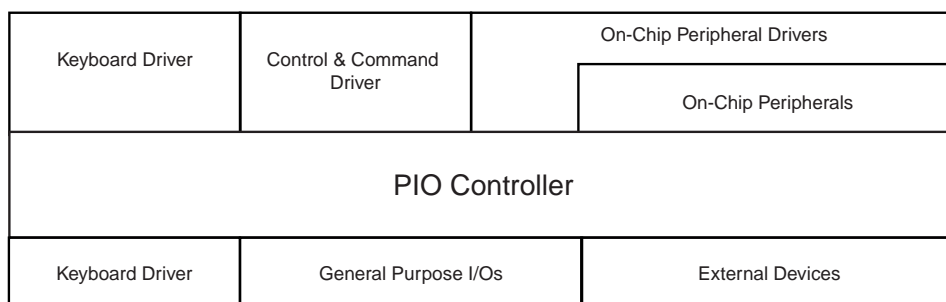 On-Chip Peripheral Drivers
Keyboard Driver
Control & Command
Driver
On-Chip Peripherals
PIO Controller
Keyboard Driver
General Purpose I/Os
External Devices